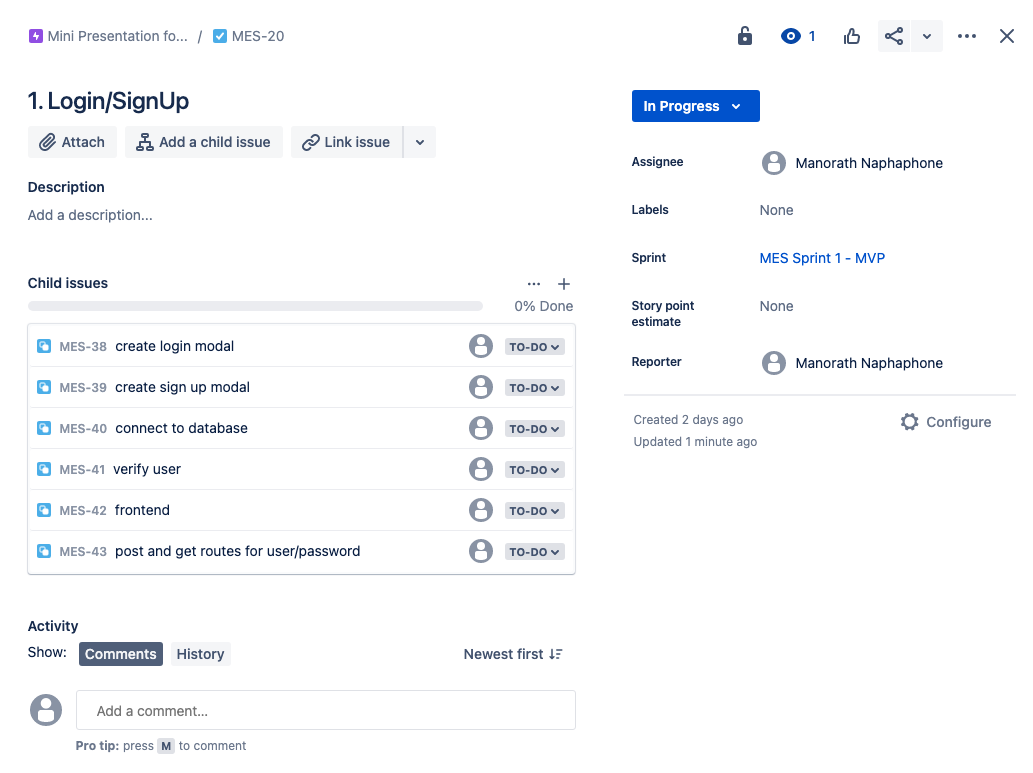 Mini Presentation fo... / MES-20
1
1. Login/SignUp
Attach
Add a child issue
Link issue
Description
Add a description...
Child issues
0% Done
MES-38 create login modal TO-DO
MES-39 create sign up modal TO-DO
MES-40 connect to database TO-DO
MES-41 verify user TO-DO
MES-42 frontend TO-DO
MES-43 post and get routes for user/password TO-DO
Activity
Show: Comments History Newest first
Add a comment...
Pro tip: press M to comment
In Progress
Assignee Manorath Naphaphone
Labels None
Sprint MES Sprint 1 - MVP
Story point
estimate
None
Reporter Manorath Naphaphone
Created 2 days ago
Updated 1 minute ago
Configure